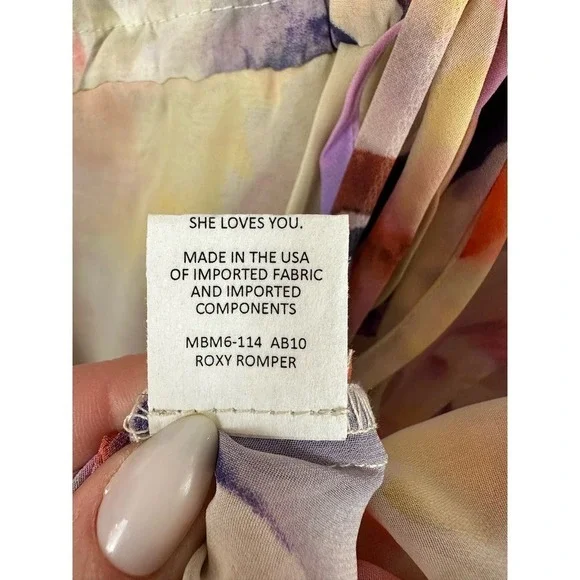 SHE LOVES YOU.
MADE IN THE USA
OF IMPORTED FABRIC
AND IMPORTED
COMPONENTS
MBM6-114 AB10
ROXY ROMPER